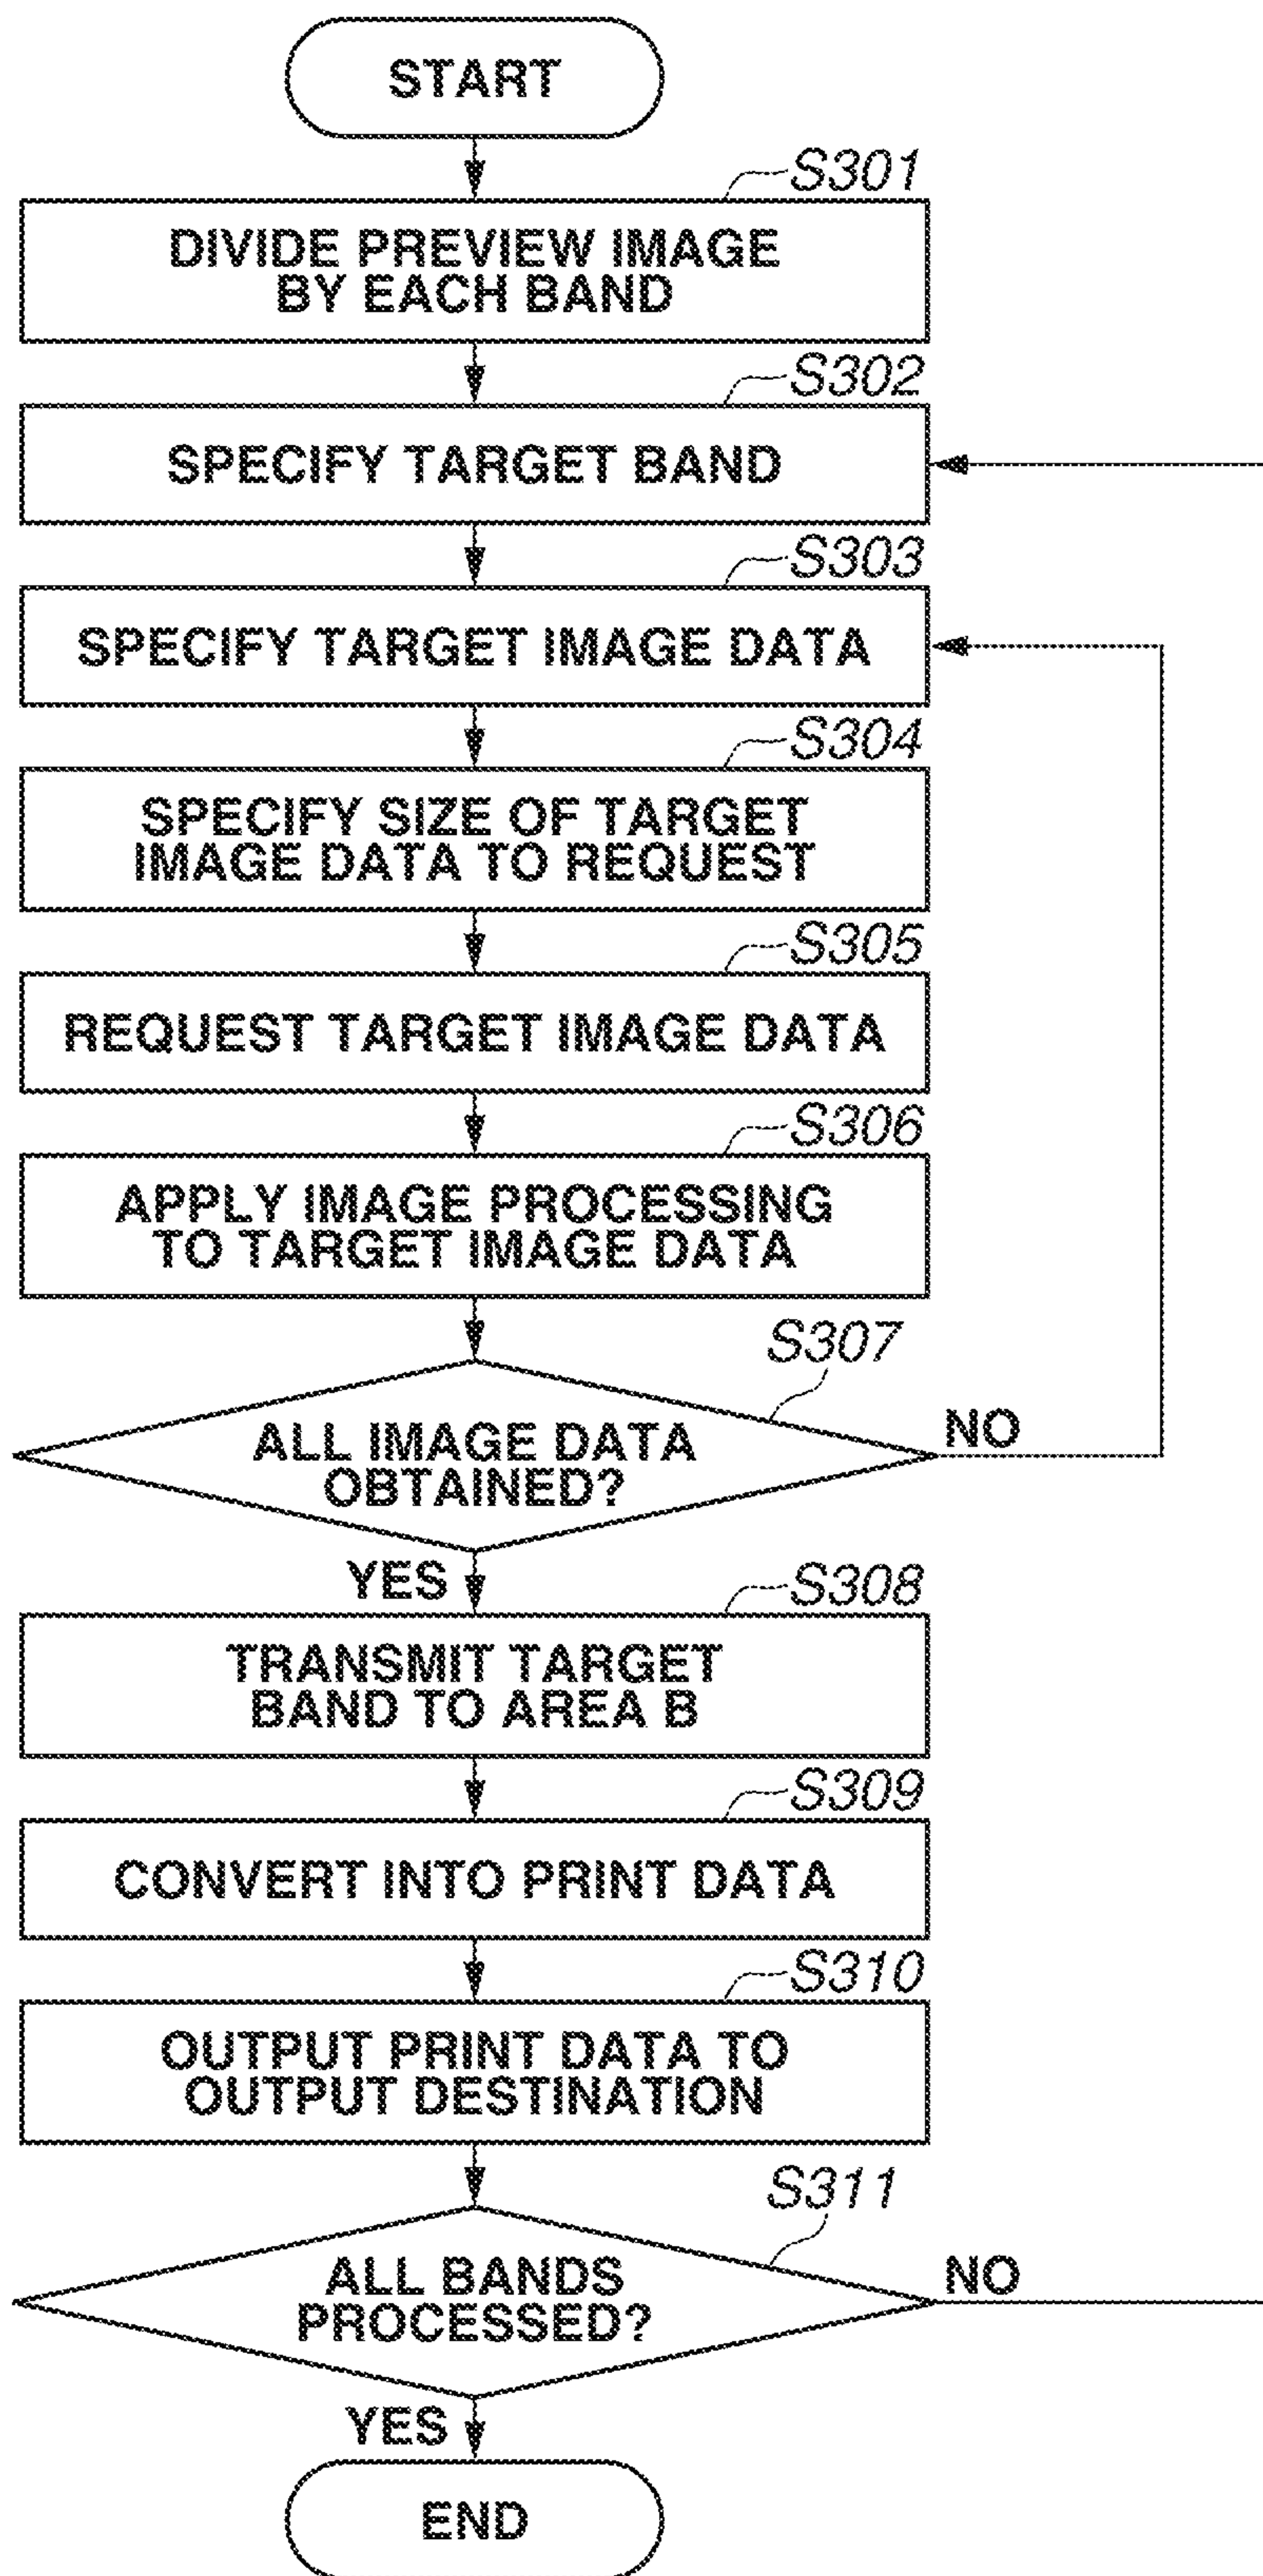 START
S301
DIVIDE PREVIEW IMAGE
BY EACH BAND
S302
SPECIFY TARGET BAND
S303
SPECIFY TARGET IMAGE DATA
S304
SPECIFY SIZE OF TARGET
IMAGE DATA TO REQUEST
S305
REQUEST TARGET IMAGE DATA
S306
APPLY IMAGE PROCESSING
TO TARGET IMAGE DATA
S307
ALL IMAGE DATA
OBTAINED?
NO
YES
S308
TRANSMIT TARGET
BAND TO AREA B
S309
CONVERT INTO PRINT DATA
S310
OUTPUT PRINT DATA TO
OUTPUT DESTINATION
S311
ALL BANDS
PROCESSED?
NO
YES
END